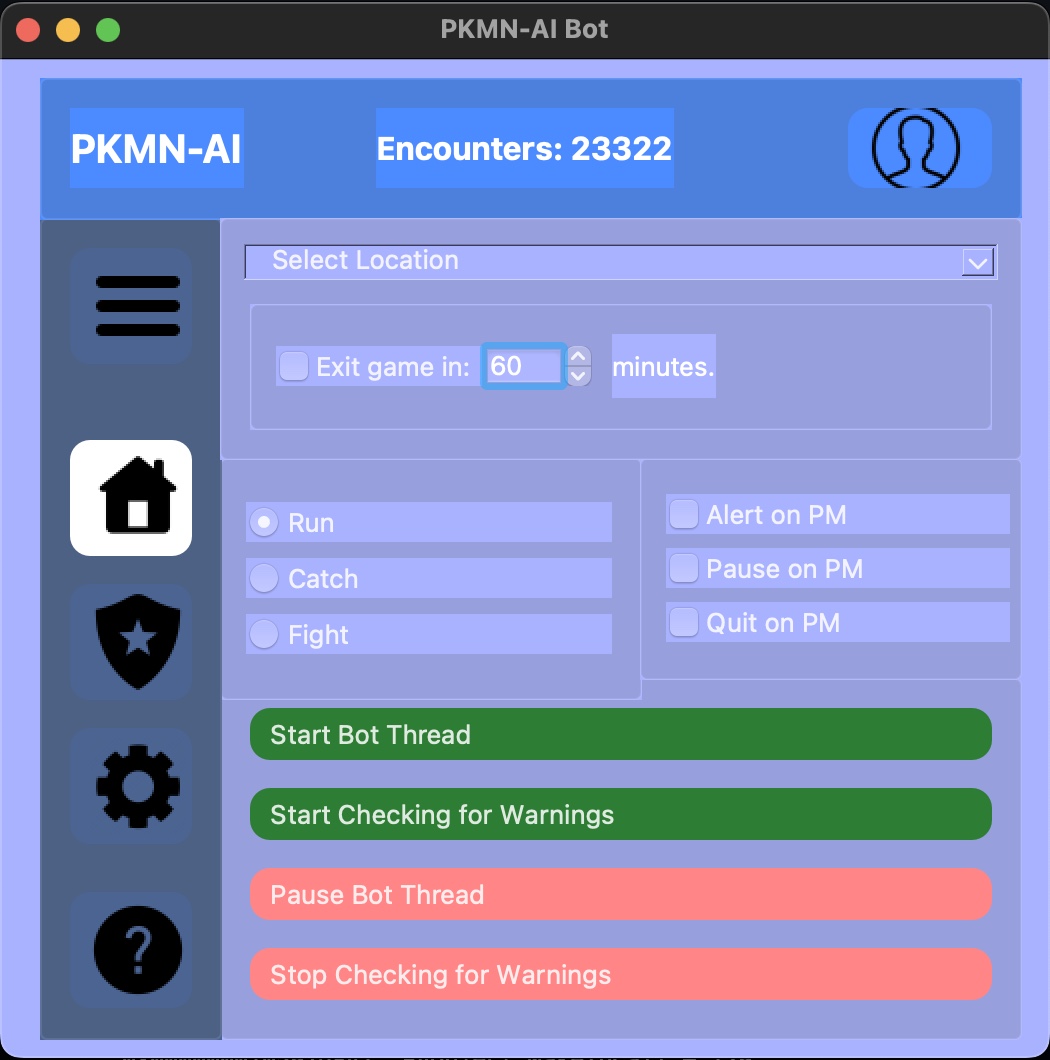 PKMN-AI Bot
PKMN-AI
Encounters: 23322
Select Location
Exit game in: 60 minutes.
Run
Catch
Fight
Alert on PM
Pause on PM
Quit on PM
Start Bot Thread
Start Checking for Warnings
Pause Bot Thread
Stop Checking for Warnings
?